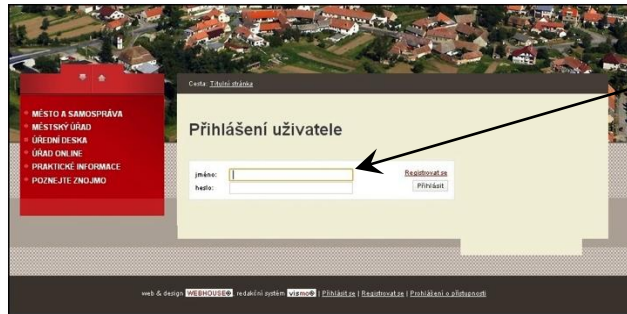 Cesta: Titulní stránka
MĚSTO A SAMOSPRÁVA
MĚSTSKÝ ÚŘAD
ÚŘEDNÍ DESKA
ÚŘAD ONLINE
PRAKTICKÉ INFORMACE
POZNEJTE ZNOJMO
Přihlášení uživatele
jméno:
Registrovat se
heslo:
Přihlásit
web & design WEBHOUSE® redakční systém vismo® | Přihlásit se | Registrovat se | Prohlášení o přístupnosti